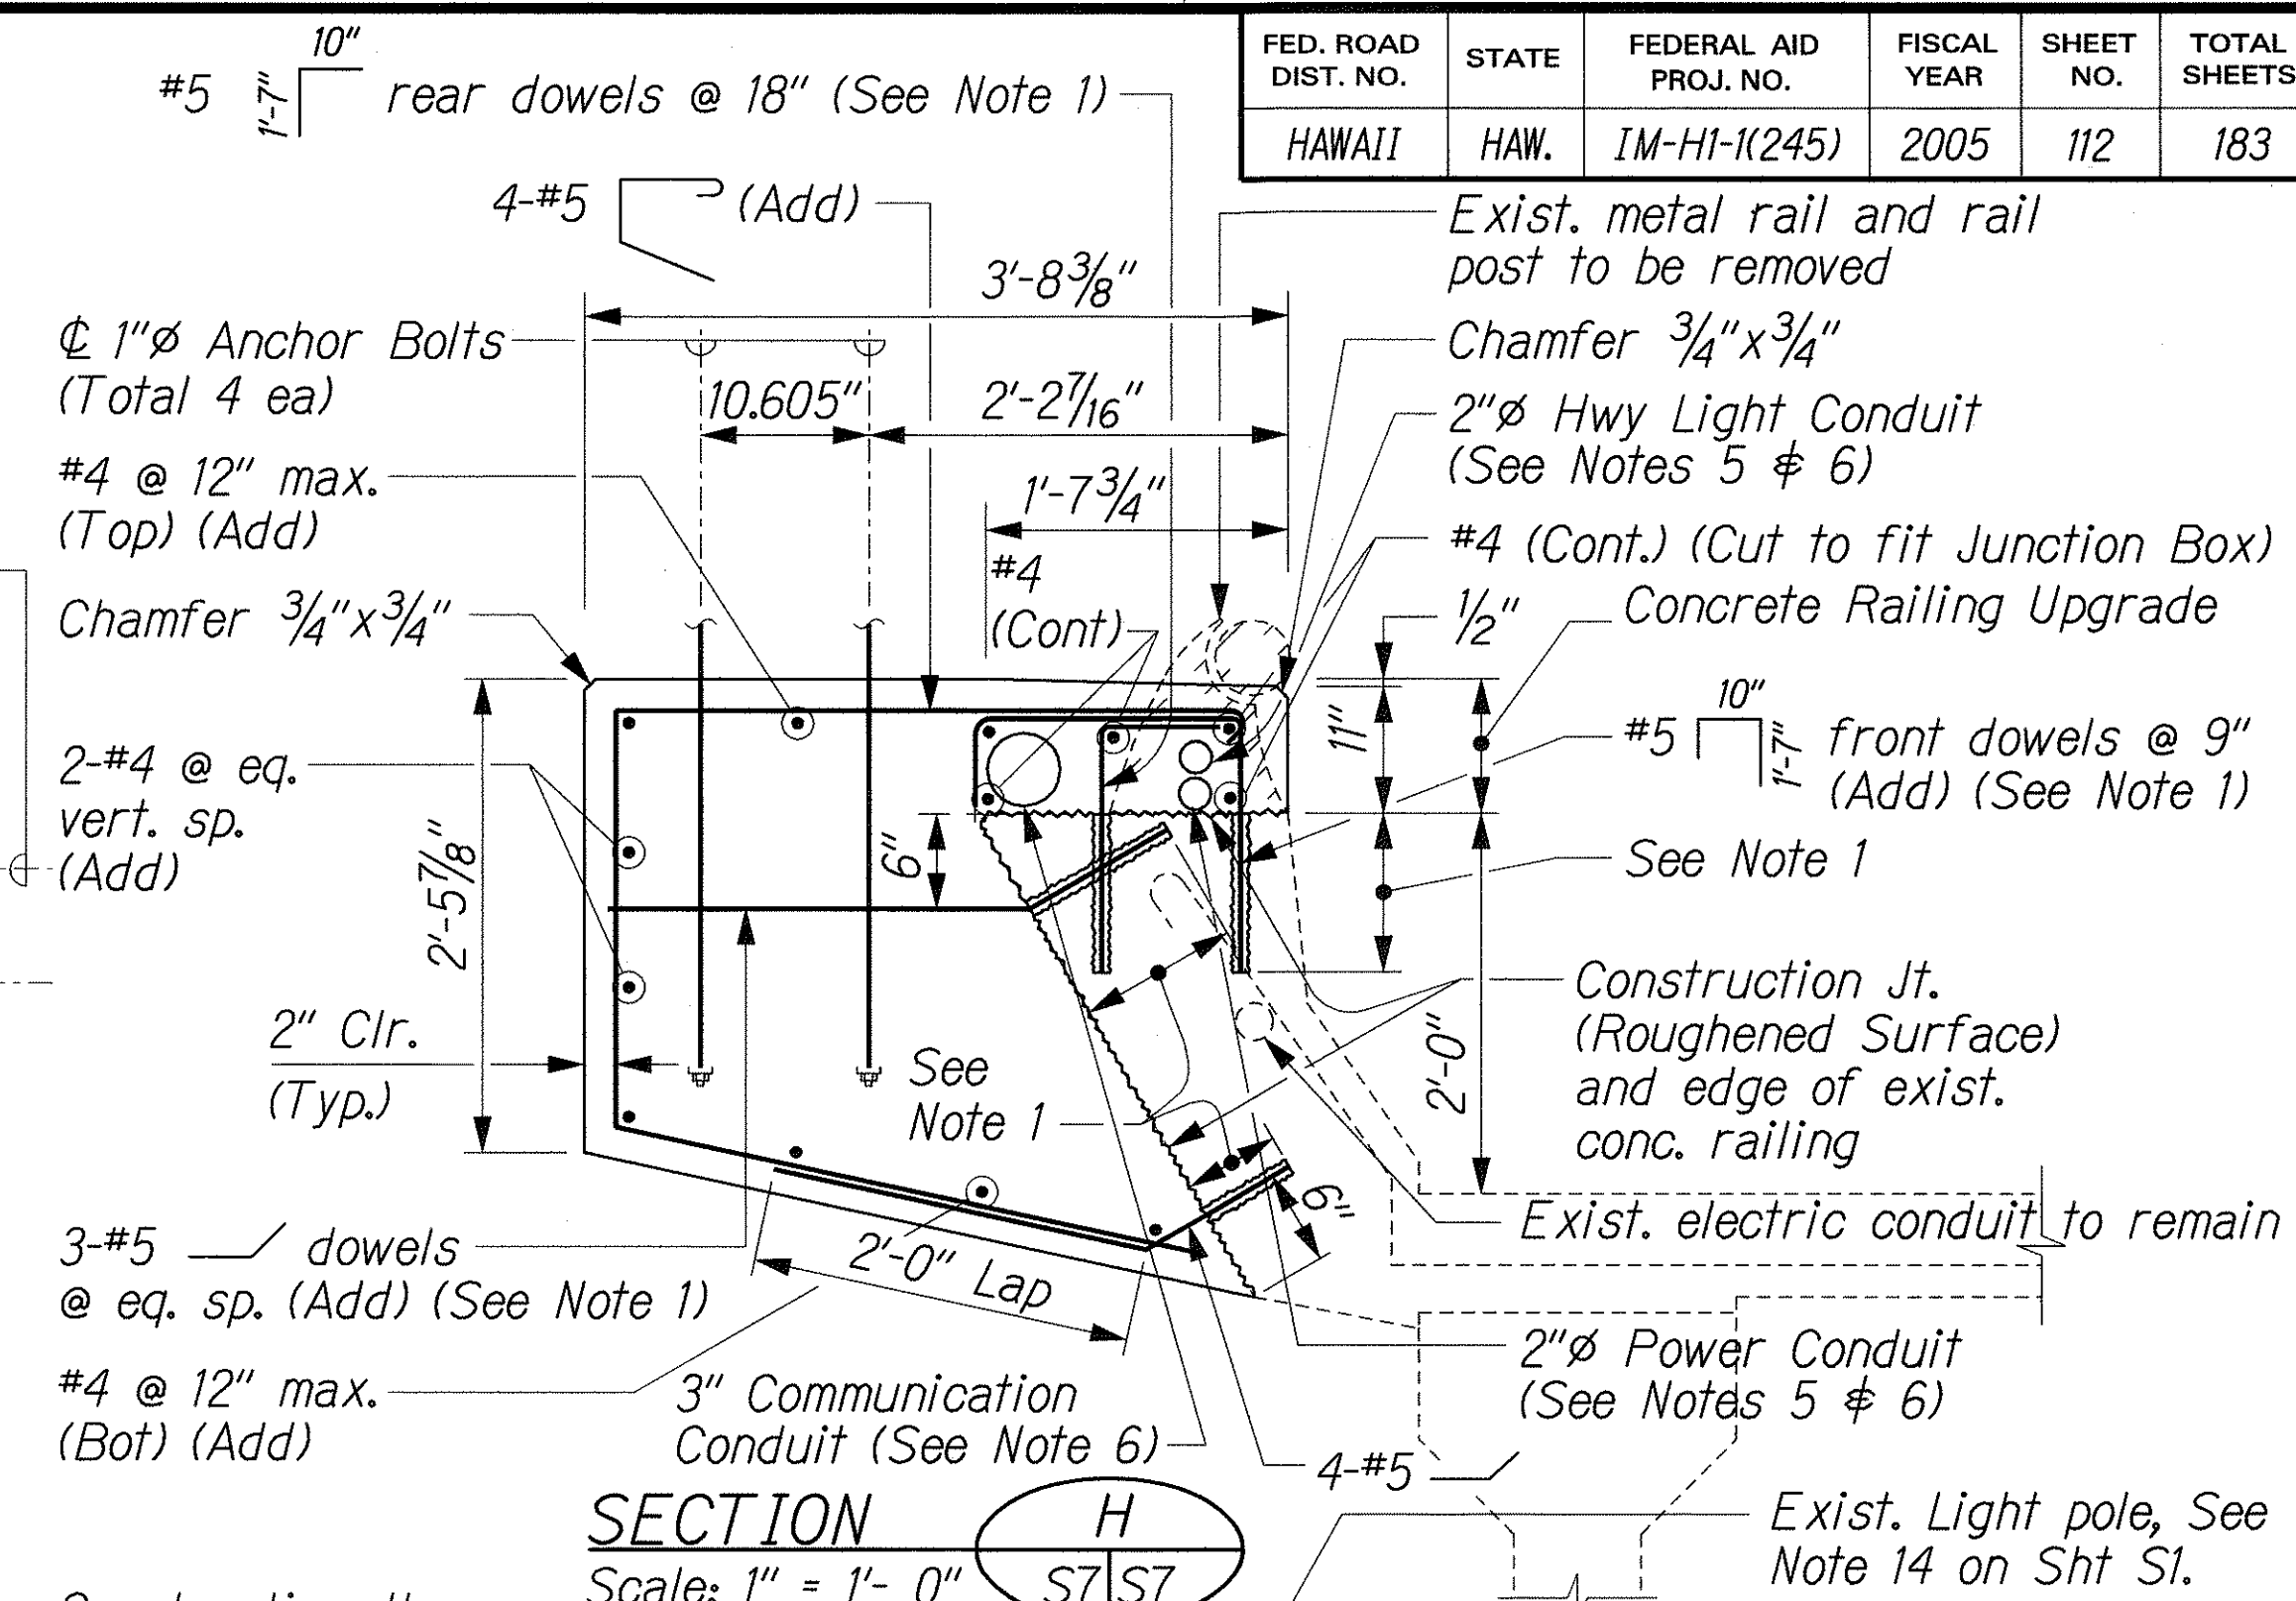 FED. ROAD DIST. NO.
STATE
FEDERAL AID PROJ. NO.
FISCAL YEAR
SHEET NO.
TOTAL SHEETS
HAWAII
HAW.
IM-H1-1(245)
2005
112
183
10"
#5
1'-7"
rear dowels @ 18" (See Note 1)
4-#5
(Add)
Exist. metal rail and rail
post to be removed
3'-8 3/8"
℄ 1"ø Anchor Bolts
(Total 4 ea)
Chamfer 3/4"x3/4"
10.605"
2'-2 7/16"
2"ø Hwy Light Conduit
(See Notes 5 & 6)
#4 @ 12" max.
(Top) (Add)
1'-7 3/4"
#4 (Cont.) (Cut to fit Junction Box)
#4
(Cont)
Chamfer 3/4"x3/4"
1/2"
Concrete Railing Upgrade
11"
10"
#5
1'-7"
front dowels @ 9"
(Add) (See Note 1)
2-#4 @ eq.
vert. sp.
(Add)
2'-5 7/8"
6"
See Note 1
2'-0"
Construction Jt.
(Roughened Surface)
and edge of exist.
conc. railing
2" Clr.
(Typ.)
See
Note 1
6"
Exist. electric conduit to remain
3-#5
dowels
@ eq. sp. (Add) (See Note 1)
2'-0" Lap
2"ø Power Conduit
(See Notes 5 & 6)
#4 @ 12" max.
(Bot) (Add)
3" Communication
Conduit (See Note 6)
4-#5
SECTION
H
Scale: 1" = 1'- 0"
S7
S7
Exist. Light pole, See
Note 14 on Sht S1.